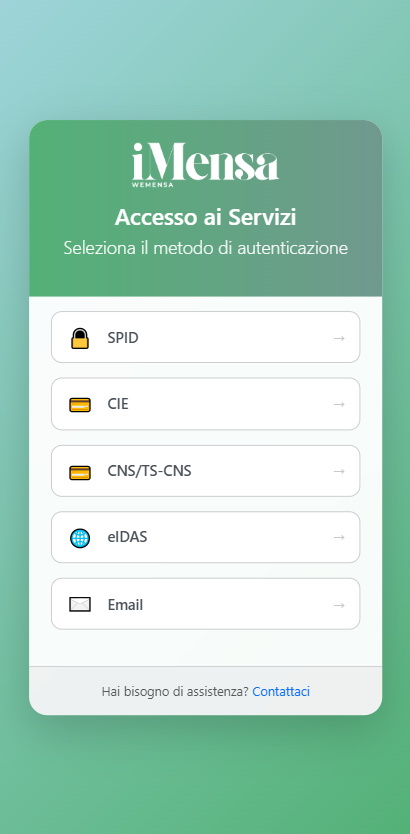 iMensa
WEMENSA
Accesso ai Servizi
Seleziona il metodo di autenticazione
SPID →
CIE →
CNS/TS-CNS →
eIDAS →
Email →
Hai bisogno di assistenza? Contattaci